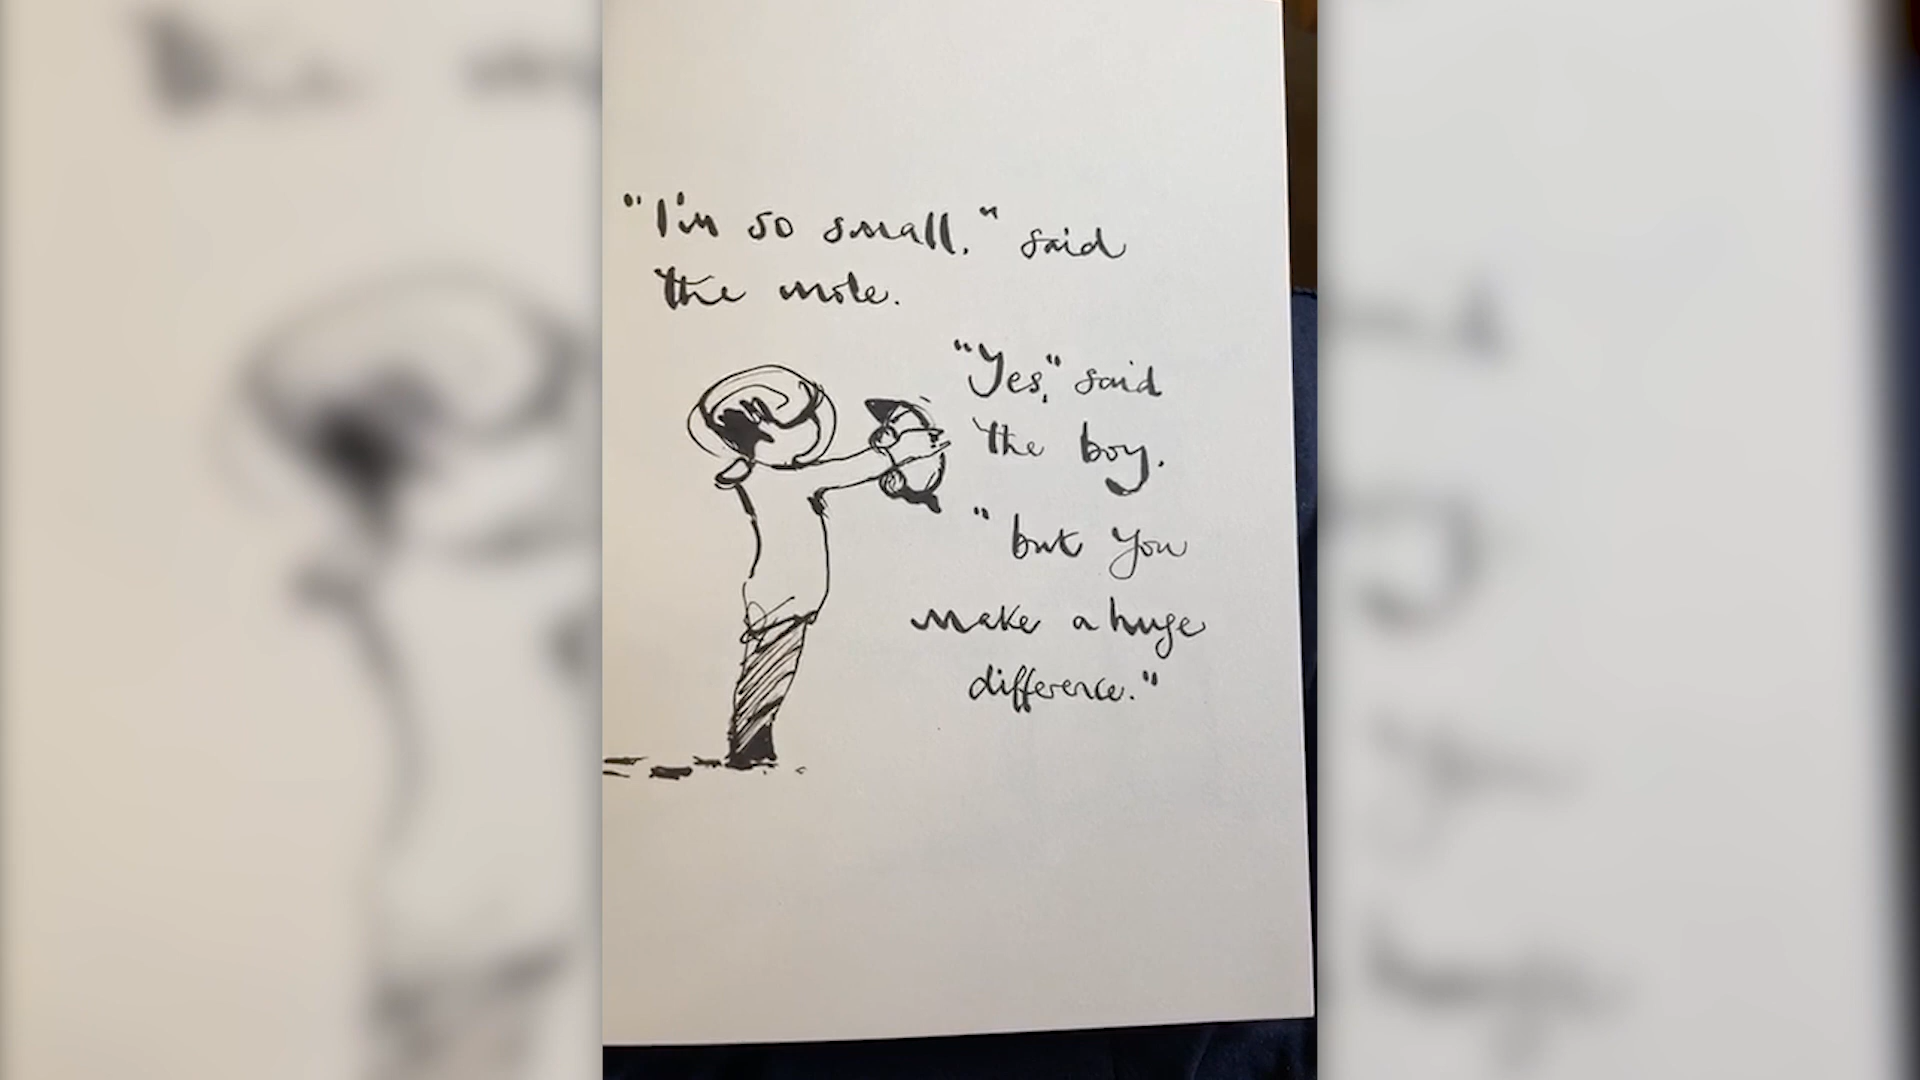 "I'm so small," said
the mole.
"Yes," said
the boy.
"but you
make a huge
difference."